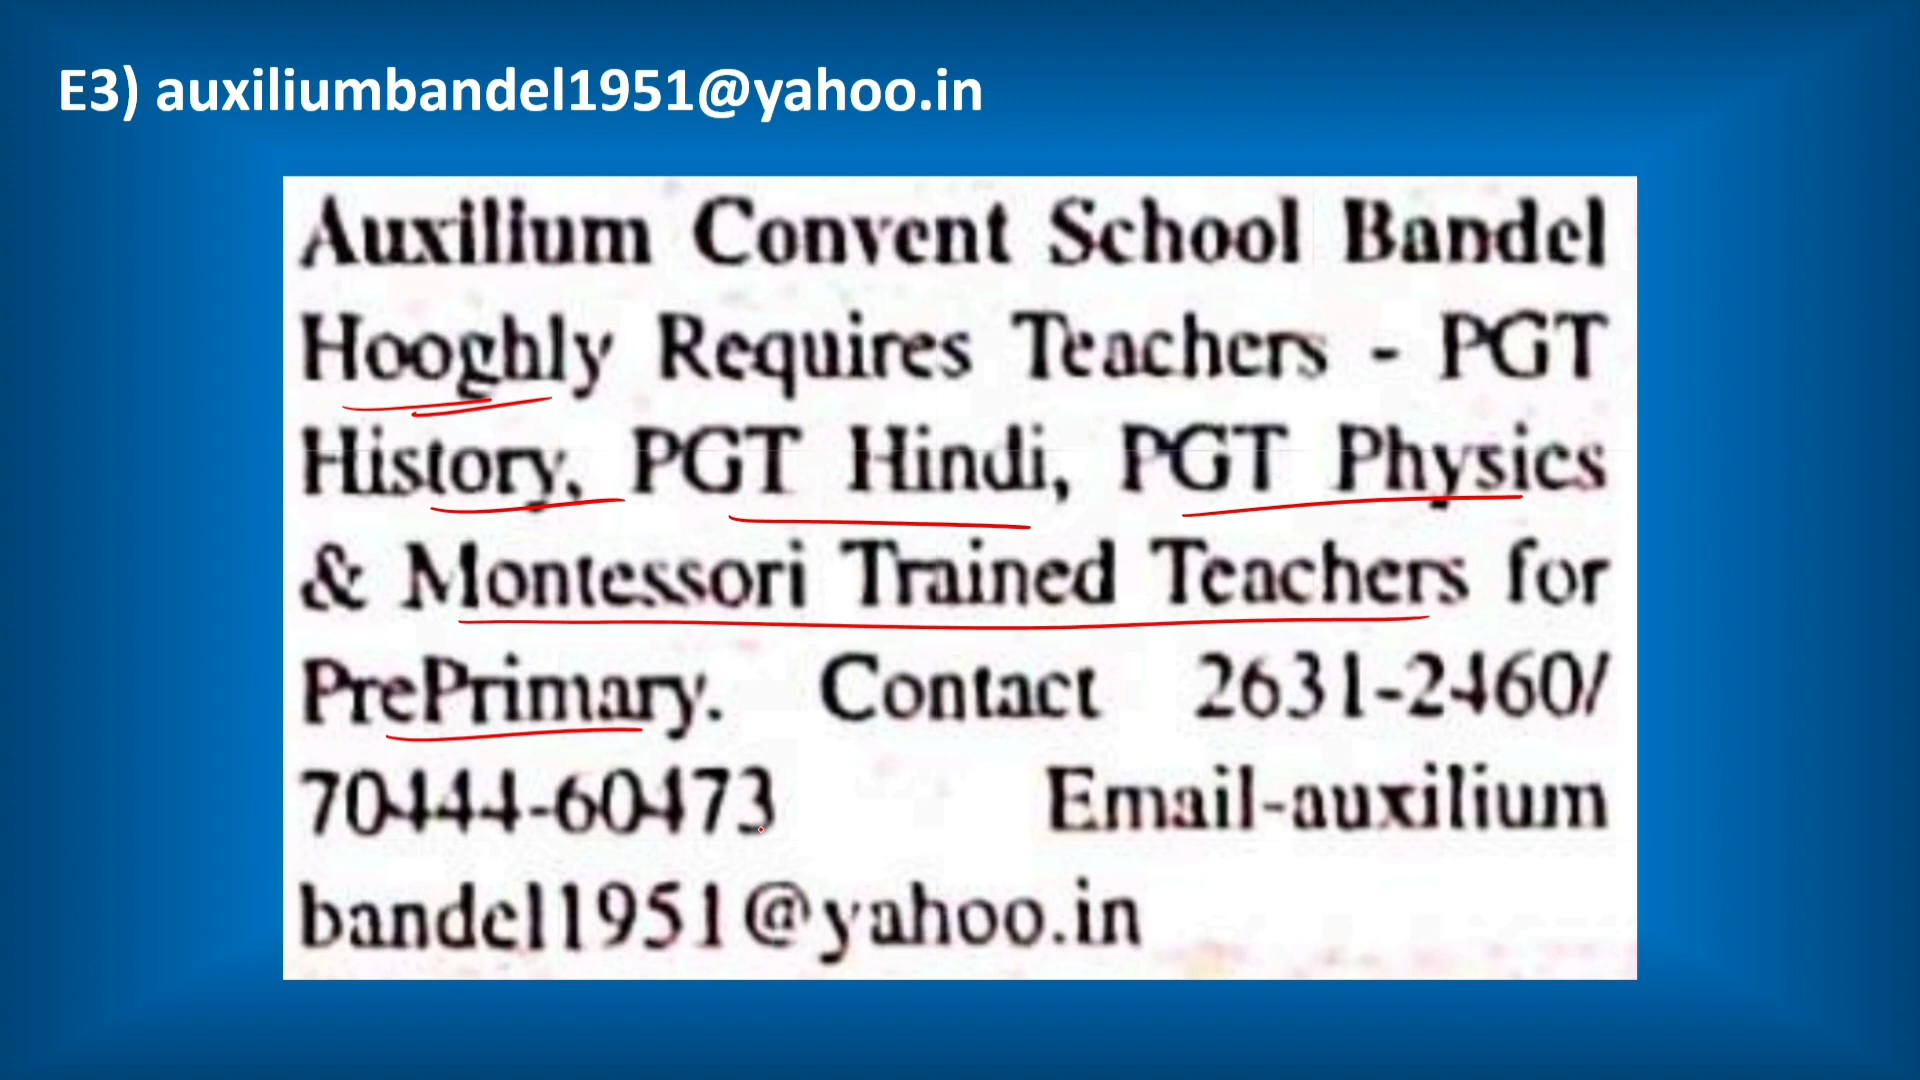 E3) auxiliumbandel1951@yahoo.in
Auxilium Convent School Bandel
Hooghly Requires Teachers - PGT
History, PGT Hindi, PGT Physics
& Montessori Trained Teachers for
PrePrimary. Contact 2631-2460/
70444-60473 Email-auxilium
bandel1951@yahoo.in